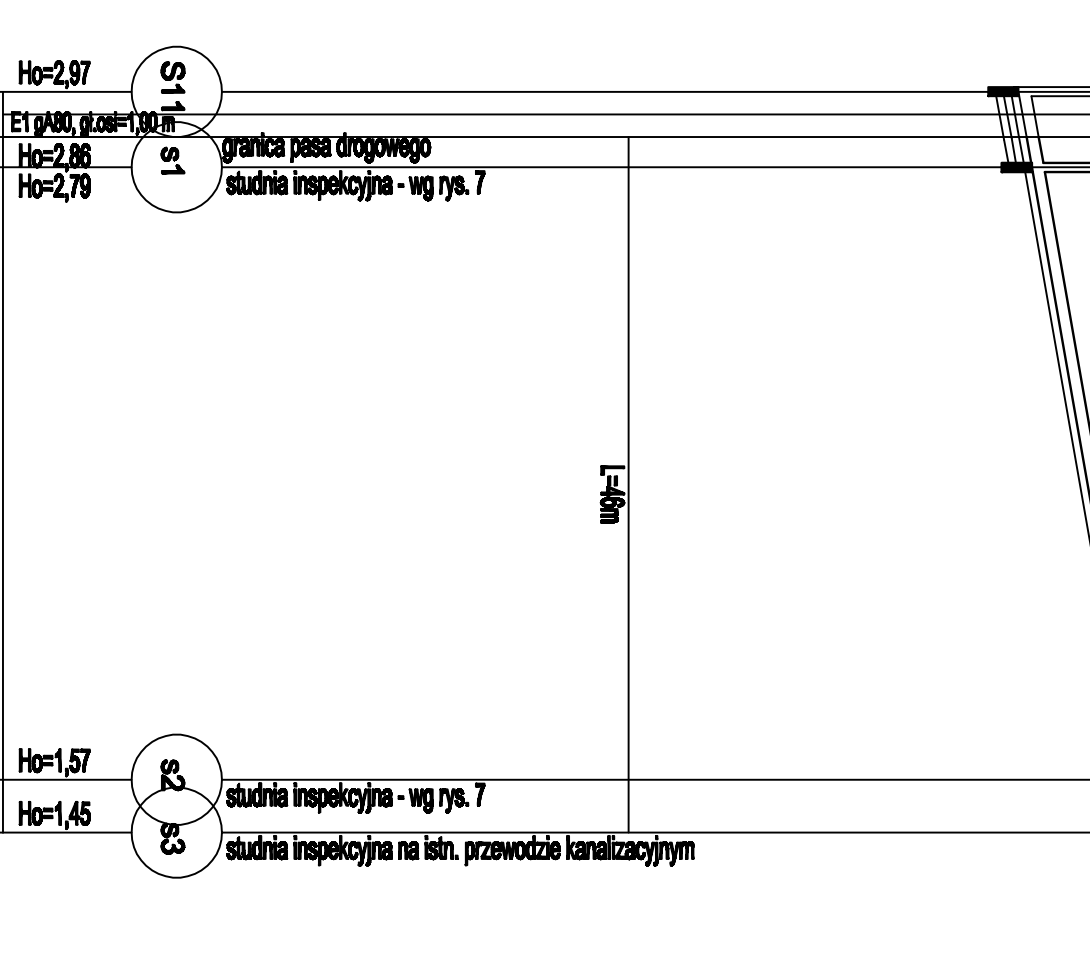 Ho=2,97
S11
E1 gA80, gł.osi=1,00 m
granica pasa drogowego
Ho=2,86
s1
Ho=2,79
studnia inspekcyjna - wg rys. 7
L=46m
Ho=1,57
s2
studnia inspekcyjna - wg rys. 7
Ho=1,45
s3
studnia inspekcyjna na istn. przewodzie kanalizacyjnym